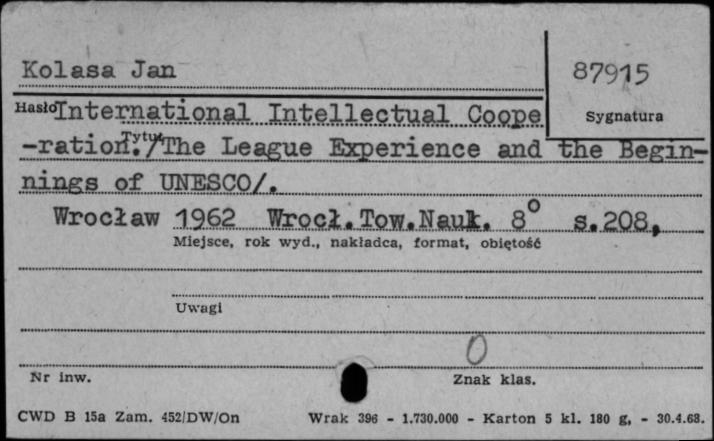 Kolasa Jan
87915
Hasło International Intellectual Coope
Sygnatura
-ration. /The League Experience and the Begin-
Tytuł
nings of UNESCO/.
Wrocław 1962 Wrocł.Tow.Nauk. 8° s.208,
Miejsce, rok wyd., nakładca, format, objętość
Uwagi
0
Nr inw.
Znak klas.
CWD B 15a Zam. 452/DW/On Wrak 396 - 1.730.000 - Karton 5 kl. 180 g, - 30.4.68.